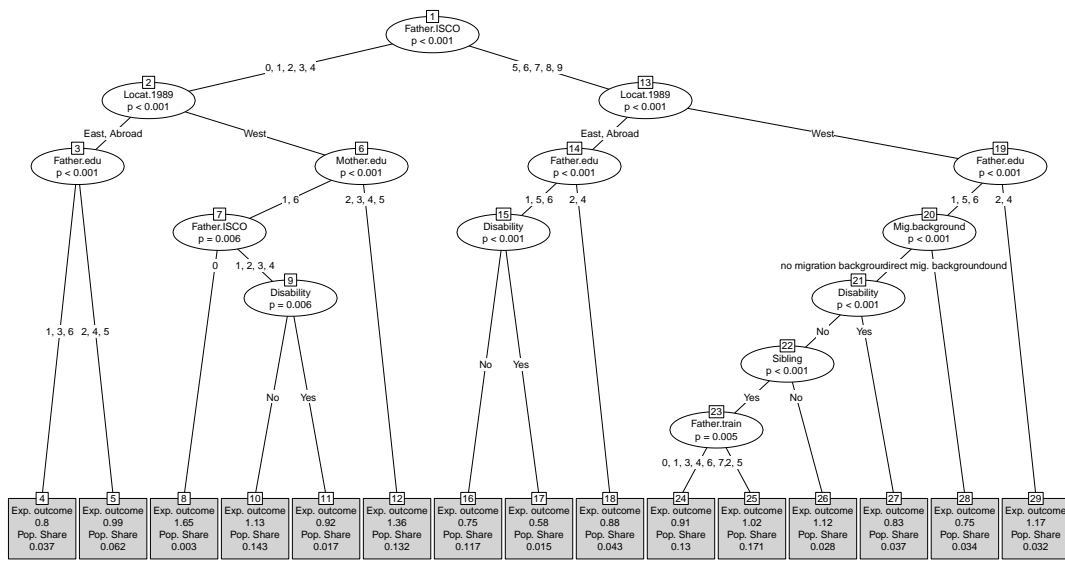 1
Father.ISCO
p < 0.001
0, 1, 2, 3, 4
5, 6, 7, 8, 9
2
Locat.1989
p < 0.001
13
Locat.1989
p < 0.001
East, Abroad
West
East, Abroad
West
3
Father.edu
p < 0.001
6
Mother.edu
p < 0.001
14
Father.edu
p < 0.001
19
Father.edu
p < 0.001
1, 6
2, 3, 4, 5
1, 5, 6
2, 4
1, 5, 6
2, 4
7
Father.ISCO
p = 0.006
15
Disability
p < 0.001
20
Mig.background
p < 0.001
0
1, 2, 3, 4
no migration background
direct mig. background
9
Disability
p = 0.006
21
Disability
p < 0.001
1, 3, 6
2, 4, 5
No
Yes
22
Sibling
p < 0.001
No
Yes
No
Yes
Yes
No
23
Father.train
p = 0.005
0, 1, 3, 4, 6, 7,
2, 5
4
Exp. outcome
0.8
Pop. Share
0.037
5
Exp. outcome
0.99
Pop. Share
0.062
8
Exp. outcome
1.65
Pop. Share
0.003
10
Exp. outcome
1.13
Pop. Share
0.143
11
Exp. outcome
0.92
Pop. Share
0.017
12
Exp. outcome
1.36
Pop. Share
0.132
16
Exp. outcome
0.75
Pop. Share
0.117
17
Exp. outcome
0.58
Pop. Share
0.015
18
Exp. outcome
0.88
Pop. Share
0.043
24
Exp. outcome
0.91
Pop. Share
0.13
25
Exp. outcome
1.02
Pop. Share
0.171
26
Exp. outcome
1.12
Pop. Share
0.028
27
Exp. outcome
0.83
Pop. Share
0.037
28
Exp. outcome
0.75
Pop. Share
0.034
29
Exp. outcome
1.17
Pop. Share
0.032